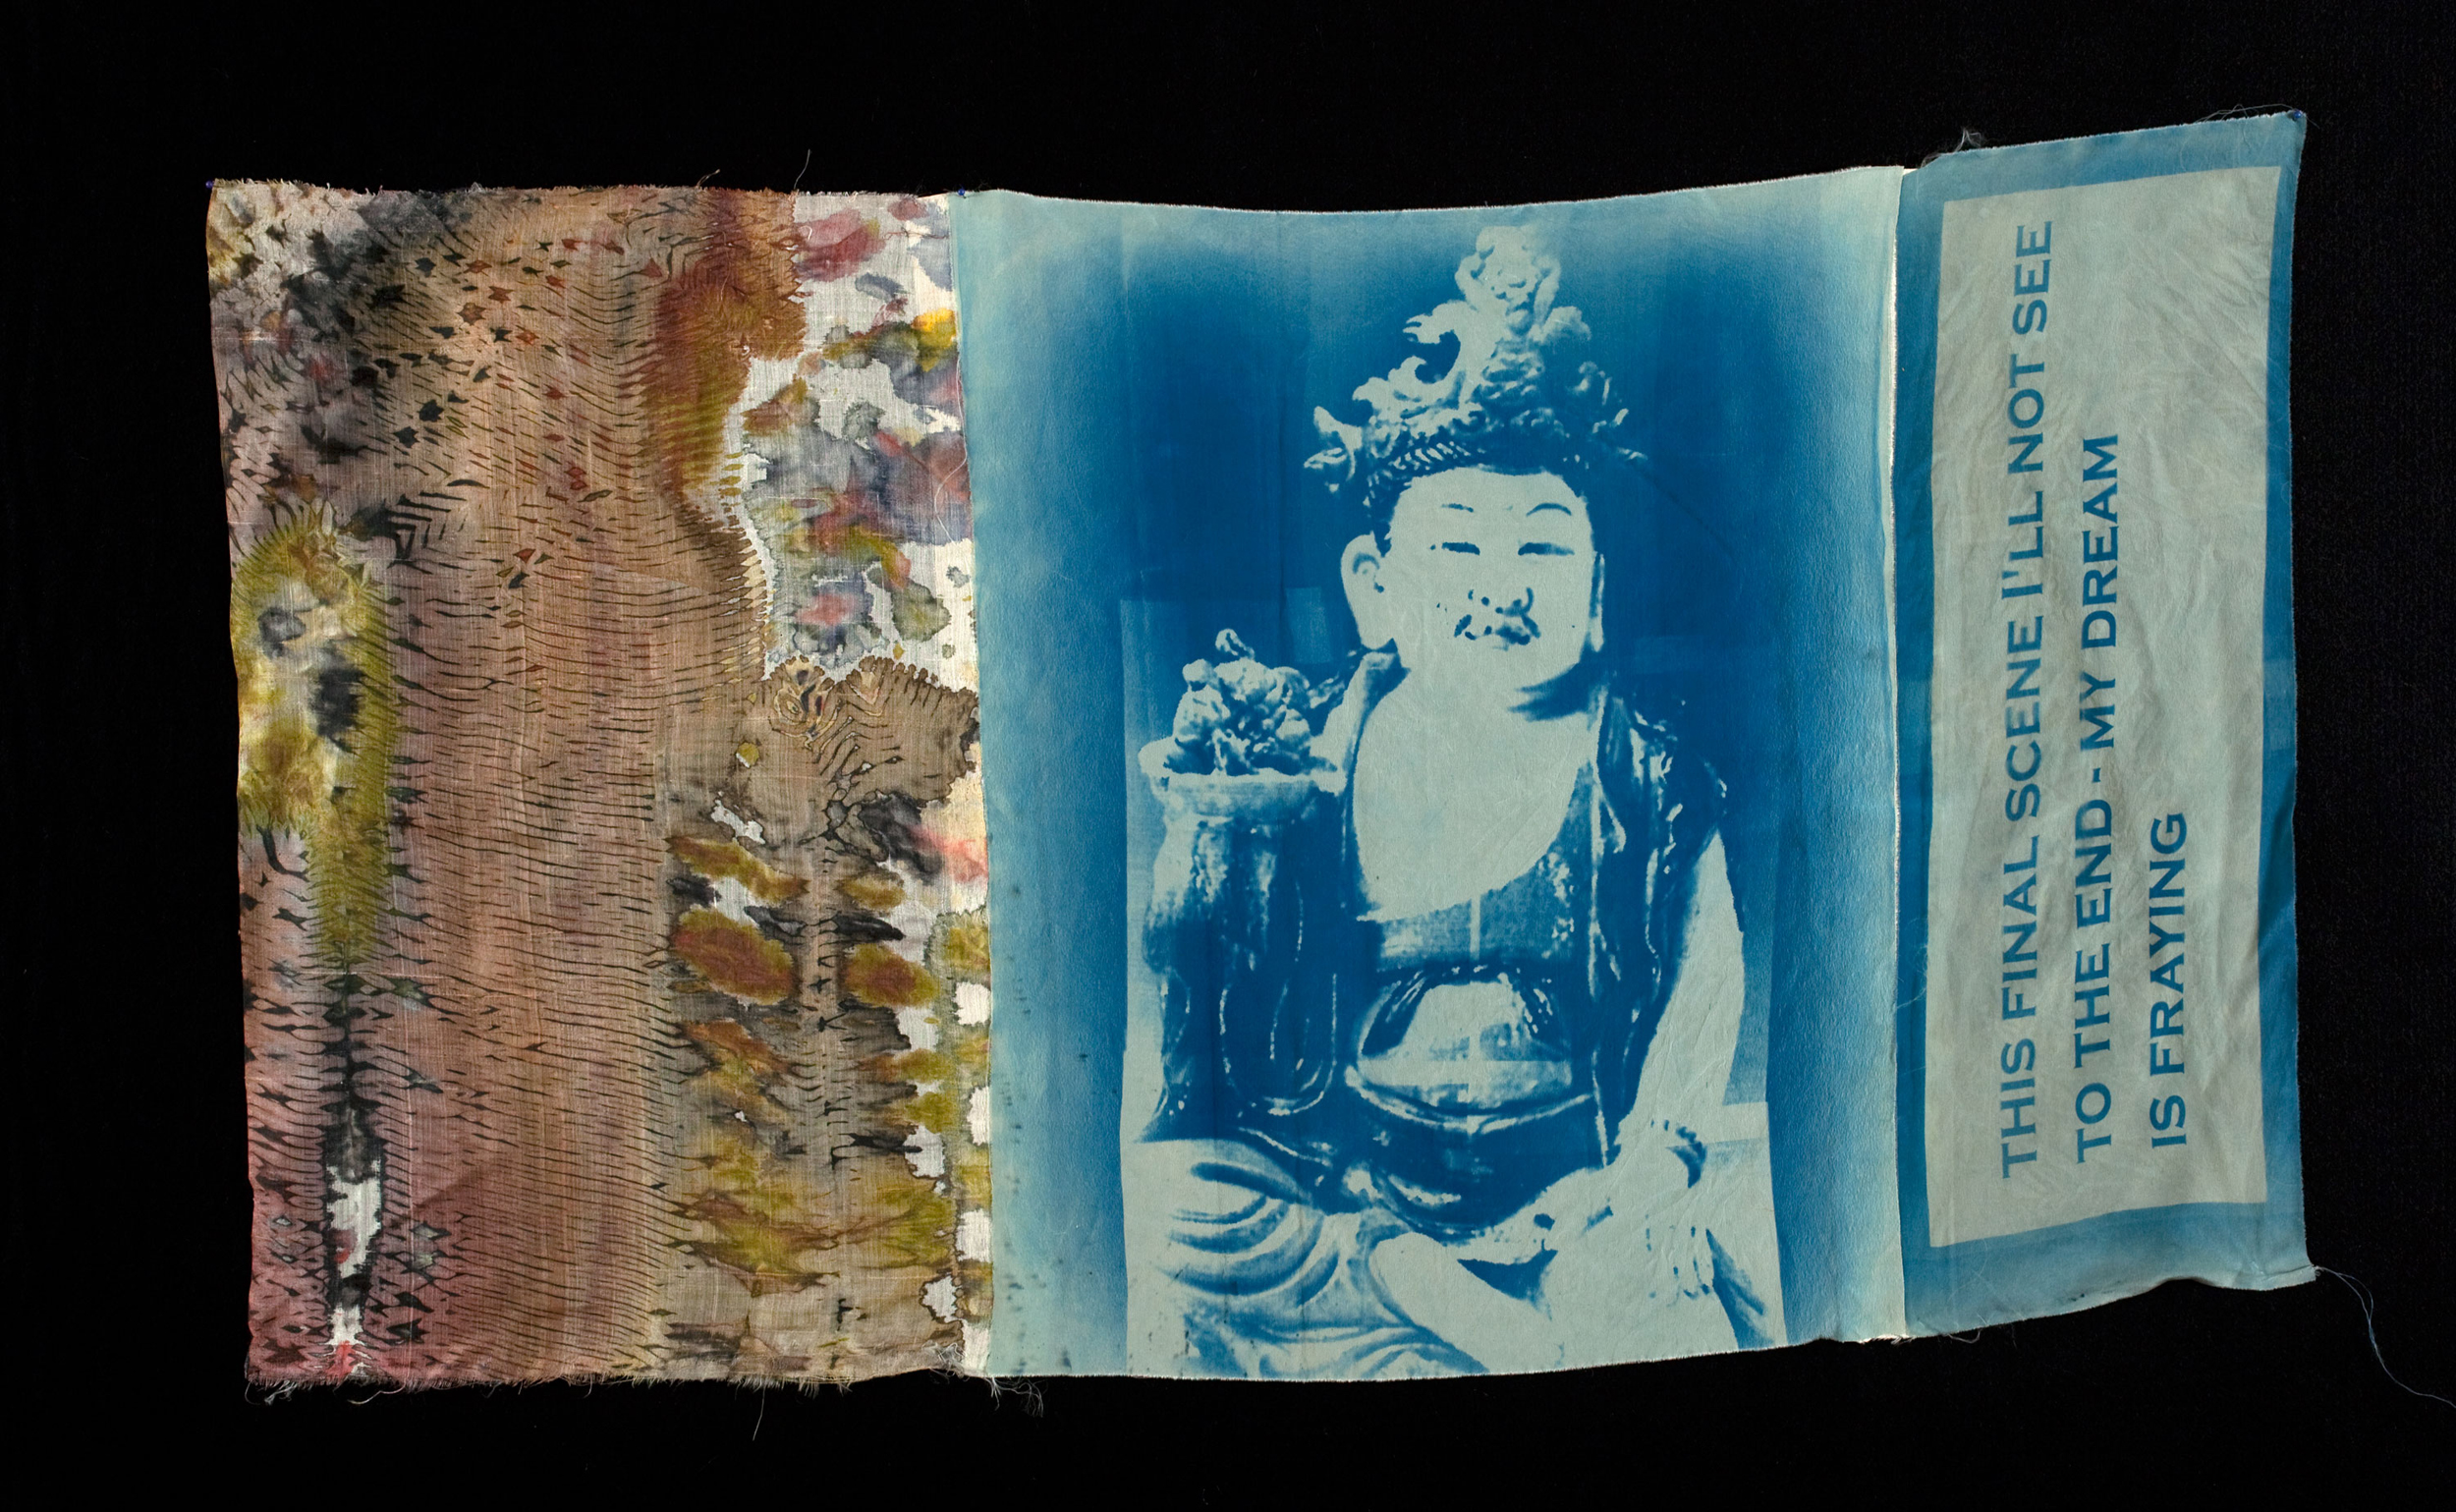 THIS FINAL SCENE I'LL NOT SEE
TO THE END - MY DREAM
IS FRAYING